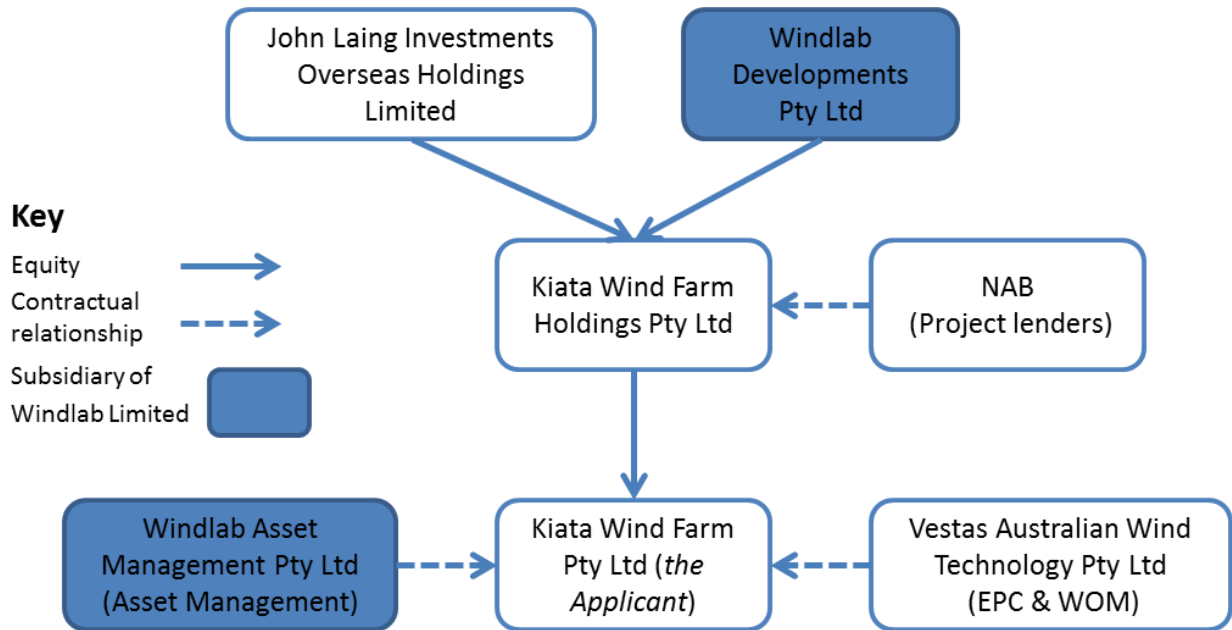 John Laing Investments
Overseas Holdings
Limited
Windlab
Developments
Pty Ltd
Key
Equity
Contractual
relationship
Subsidiary of
Windlab Limited
Kiata Wind Farm
Holdings Pty Ltd
NAB
(Project lenders)
Windlab Asset
Management Pty Ltd
(Asset Management)
Kiata Wind Farm
Pty Ltd (the
Applicant)
Vestas Australian Wind
Technology Pty Ltd
(EPC & WOM)